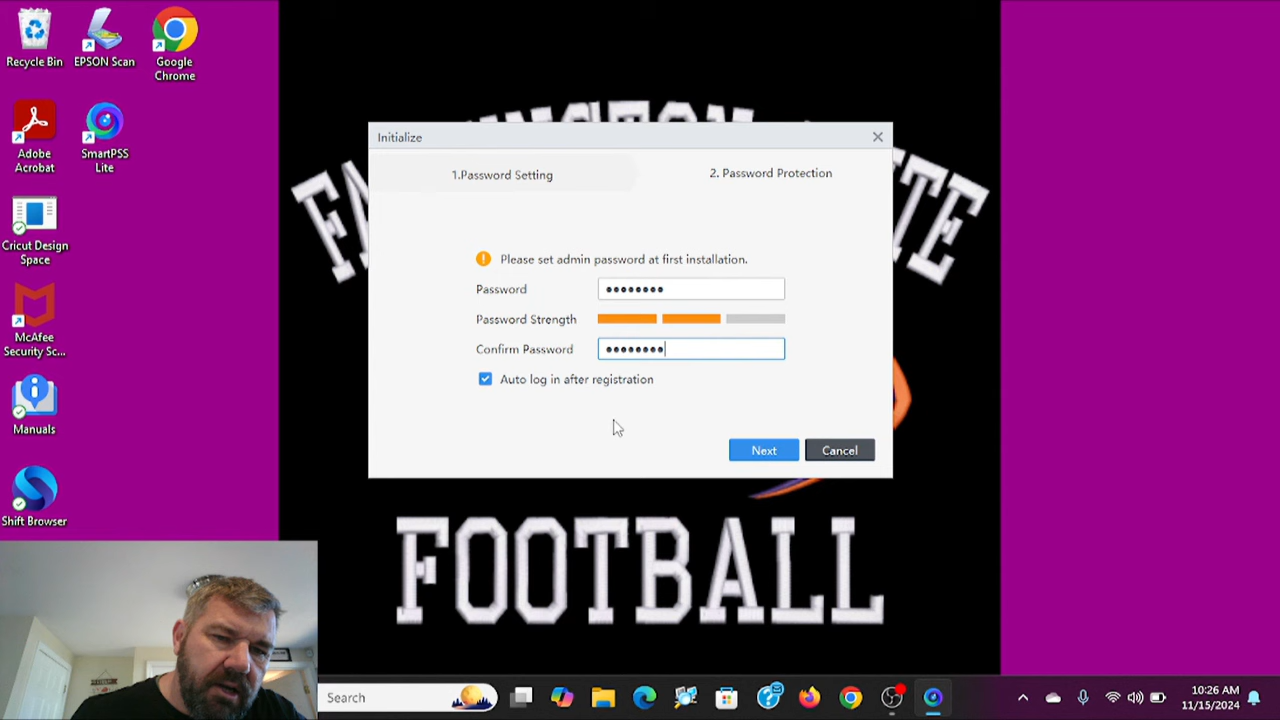 Recycle Bin
EPSON Scan
Google
Chrome
Adobe
Acrobat
SmartPSS
Lite
Cricut Design
Space
McAfee
Security Sc...
Manuals
Shift Browser
Initialize
1.Password Setting
2. Password Protection
Please set admin password at first installation.
Password
●●●●●●●●
Password Strength
Confirm Password
●●●●●●●●
Auto log in after registration
Next
Cancel
FOOTBALL
Search
10:26 AM
11/15/2024